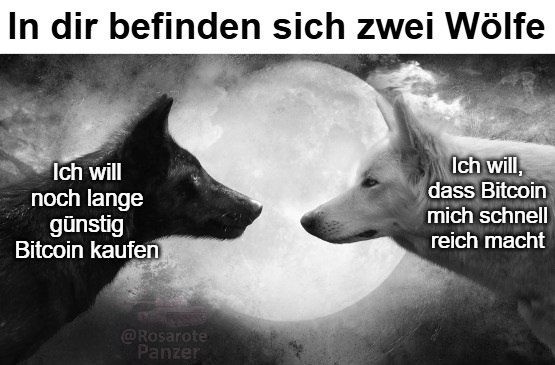 In dir befinden sich zwei Wölfe
Ich will
noch lange
günstig
Bitcoin kaufen
Ich will,
dass Bitcoin
mich schnell
reich macht
@Rosarote
Panzer